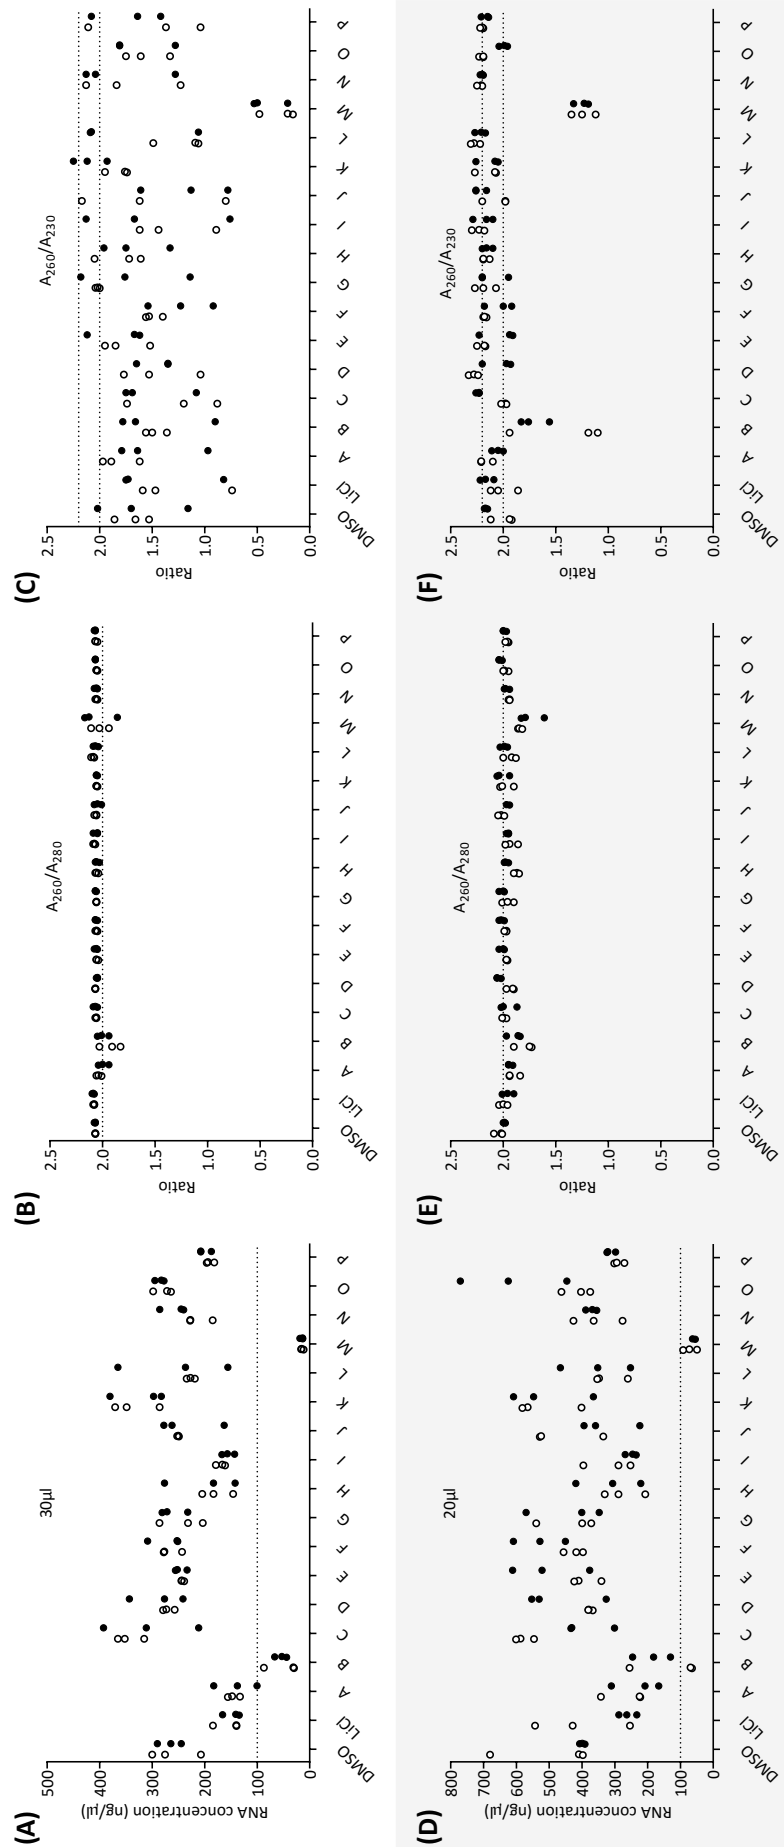 (A)
30µl
RNA concentration (ng/µl)
500
400
300
200
100
0
DMSO LiCl A B C D E F G H I J K L M N O P
(B)
A260/A280
Ratio
2.5
2.0
1.5
1.0
0.5
0.0
DMSO LiCl A B C D E F G H I J K L M N O P
(C)
A260/A230
Ratio
2.5
2.0
1.5
1.0
0.5
0.0
DMSO LiCl A B C D E F G H I J K L M N O P
(D)
20µl
RNA concentration (ng/µl)
800
700
600
500
400
300
200
100
0
DMSO LiCl A B C D E F G H I J K L M N O P
(E)
A260/A280
Ratio
2.5
2.0
1.5
1.0
0.5
0.0
DMSO LiCl A B C D E F G H I J K L M N O P
(F)
A260/A230
Ratio
2.5
2.0
1.5
1.0
0.5
0.0
DMSO LiCl A B C D E F G H I J K L M N O P